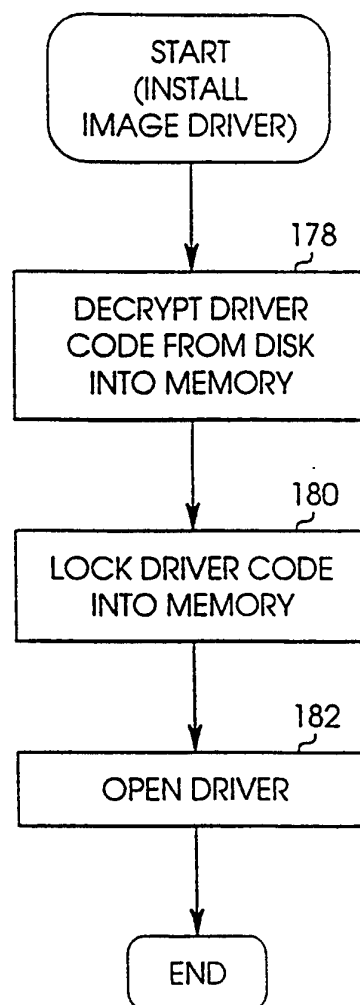 START
(INSTALL
IMAGE DRIVER)
178
DECRYPT DRIVER
CODE FROM DISK
INTO MEMORY
180
LOCK DRIVER CODE
INTO MEMORY
182
OPEN DRIVER
END